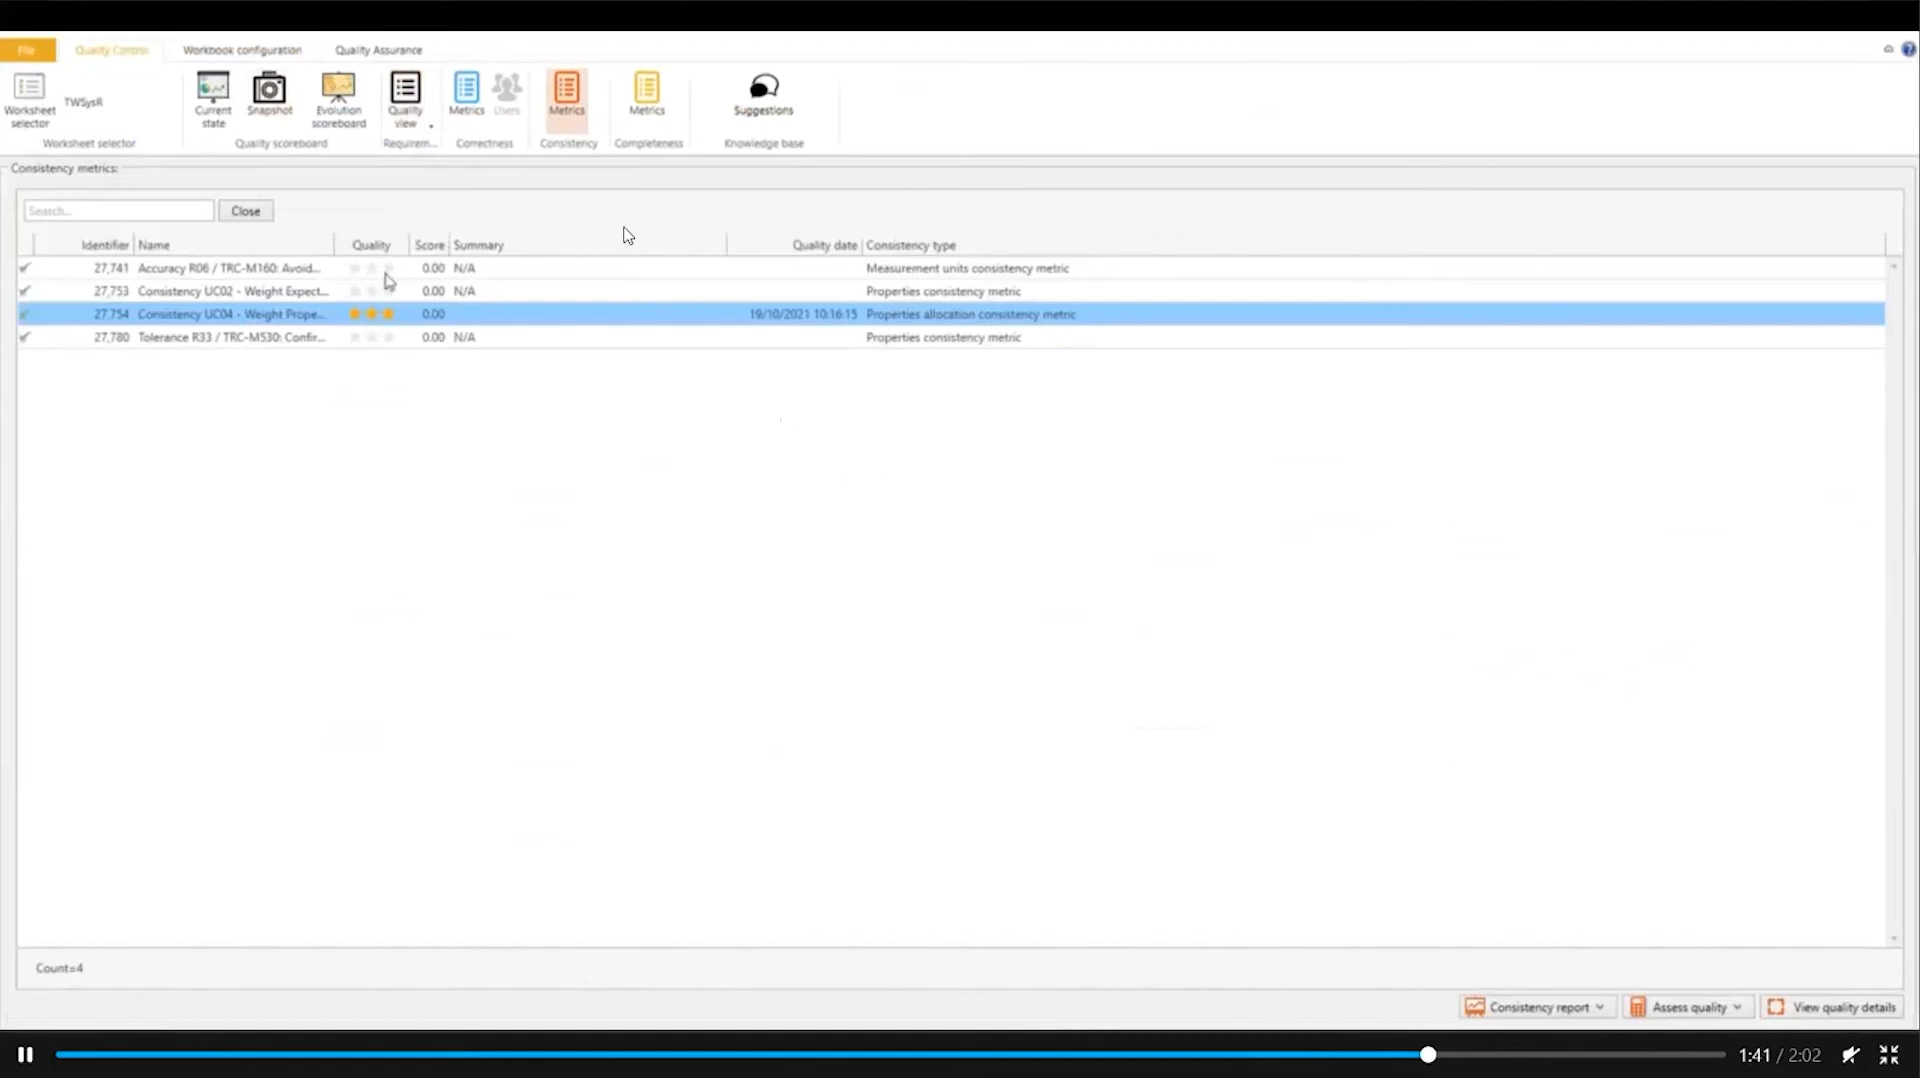 File Quality Control Workbook configuration Quality Assurance
Worksheet selector TWSysR Current state Snapshot Evolution scoreboard Quality view Metrics Users Metrics Metrics Suggestions
Worksheet selector Quality scoreboard Requirem... Correctness Consistency Completeness Knowledge base
Consistency metrics:
Search... Close
Identifier Name Quality Score Summary Quality date Consistency type
27,741 Accuracy R06 / TRC-M160: Avoid... 0.00 N/A Measurement units consistency metric
27,753 Consistency UC02 - Weight Expect... 0.00 N/A Properties consistency metric
27,754 Consistency UC04 - Weight Prope... 0.00 19/10/2021 10:16:15 Properties allocation consistency metric
27,780 Tolerance R33 / TRC-M530: Confir... 0.00 N/A Properties consistency metric
Count=4
Consistency report Assess quality View quality details
1:41 / 2:02